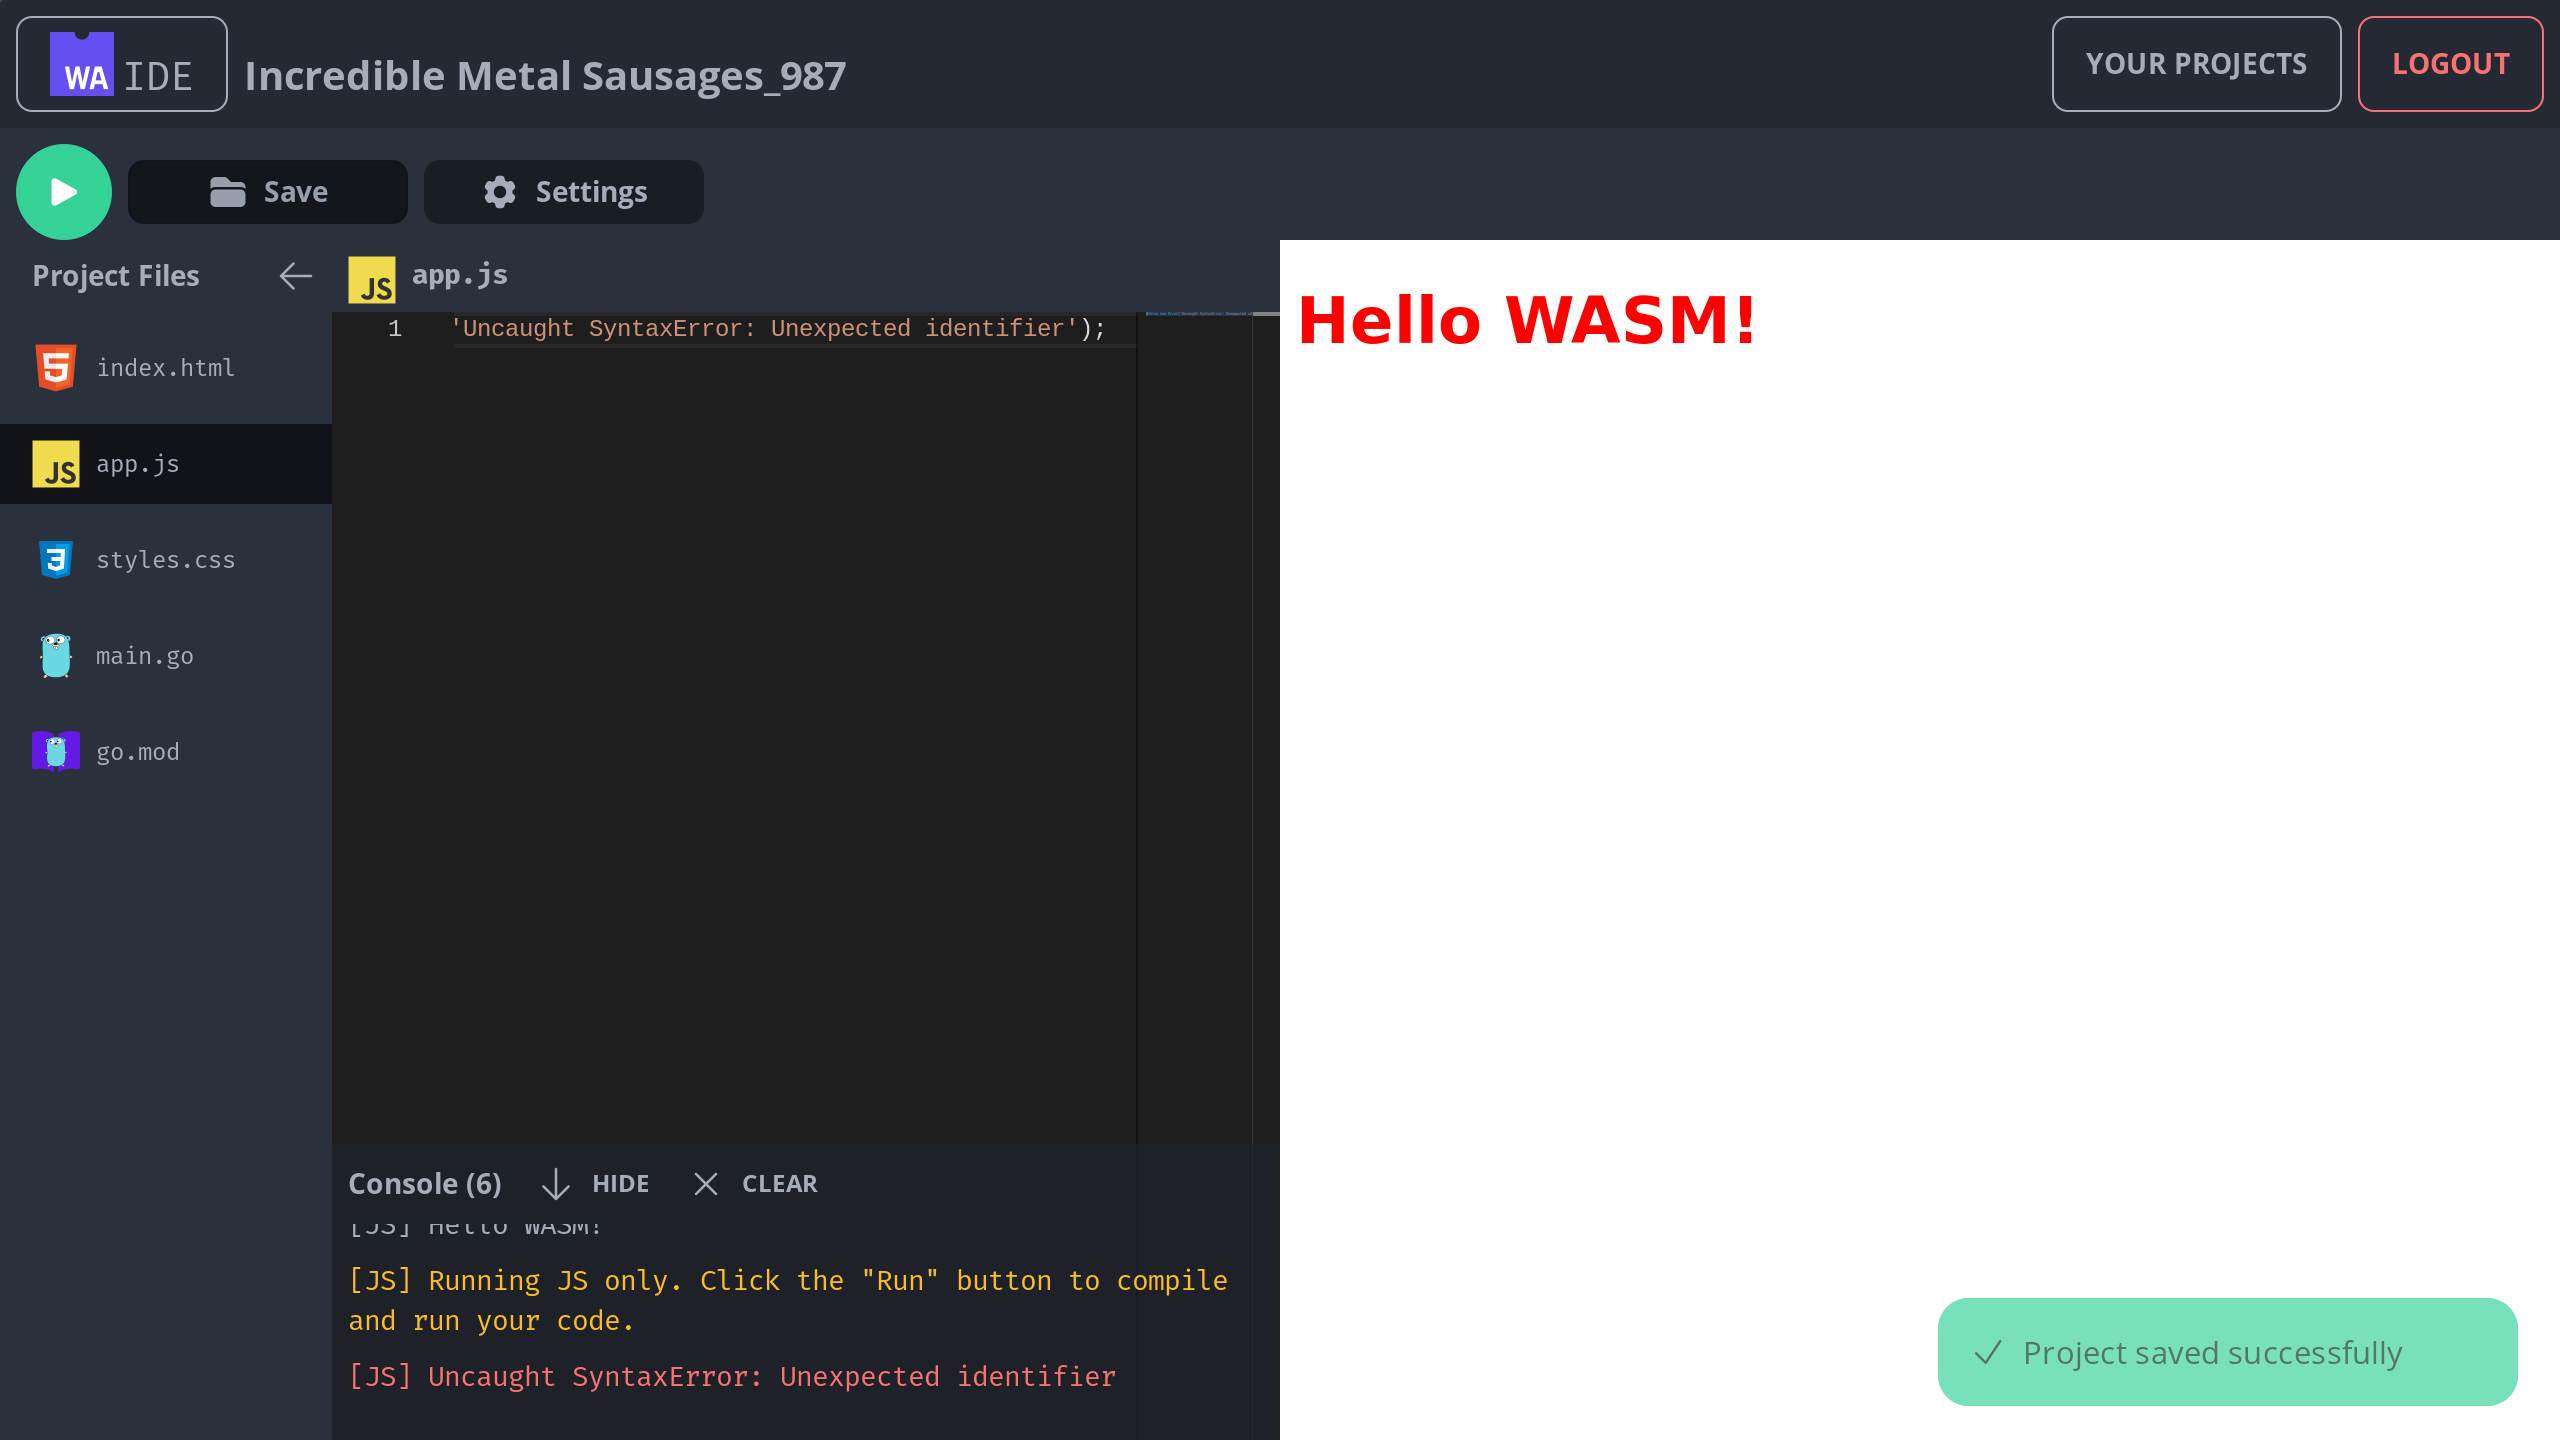 WA IDE
Incredible Metal Sausages_987
YOUR PROJECTS
LOGOUT
Save
Settings
Project Files
index.html
JS app.js
styles.css
main.go
go.mod
JS app.js
1 'Uncaught SyntaxError: Unexpected identifier');
Console (6)
HIDE
CLEAR
[JS] Hello WASM!
[JS] Running JS only. Click the "Run" button to compile
and run your code.
[JS] Uncaught SyntaxError: Unexpected identifier
Hello WASM!
Project saved successfully